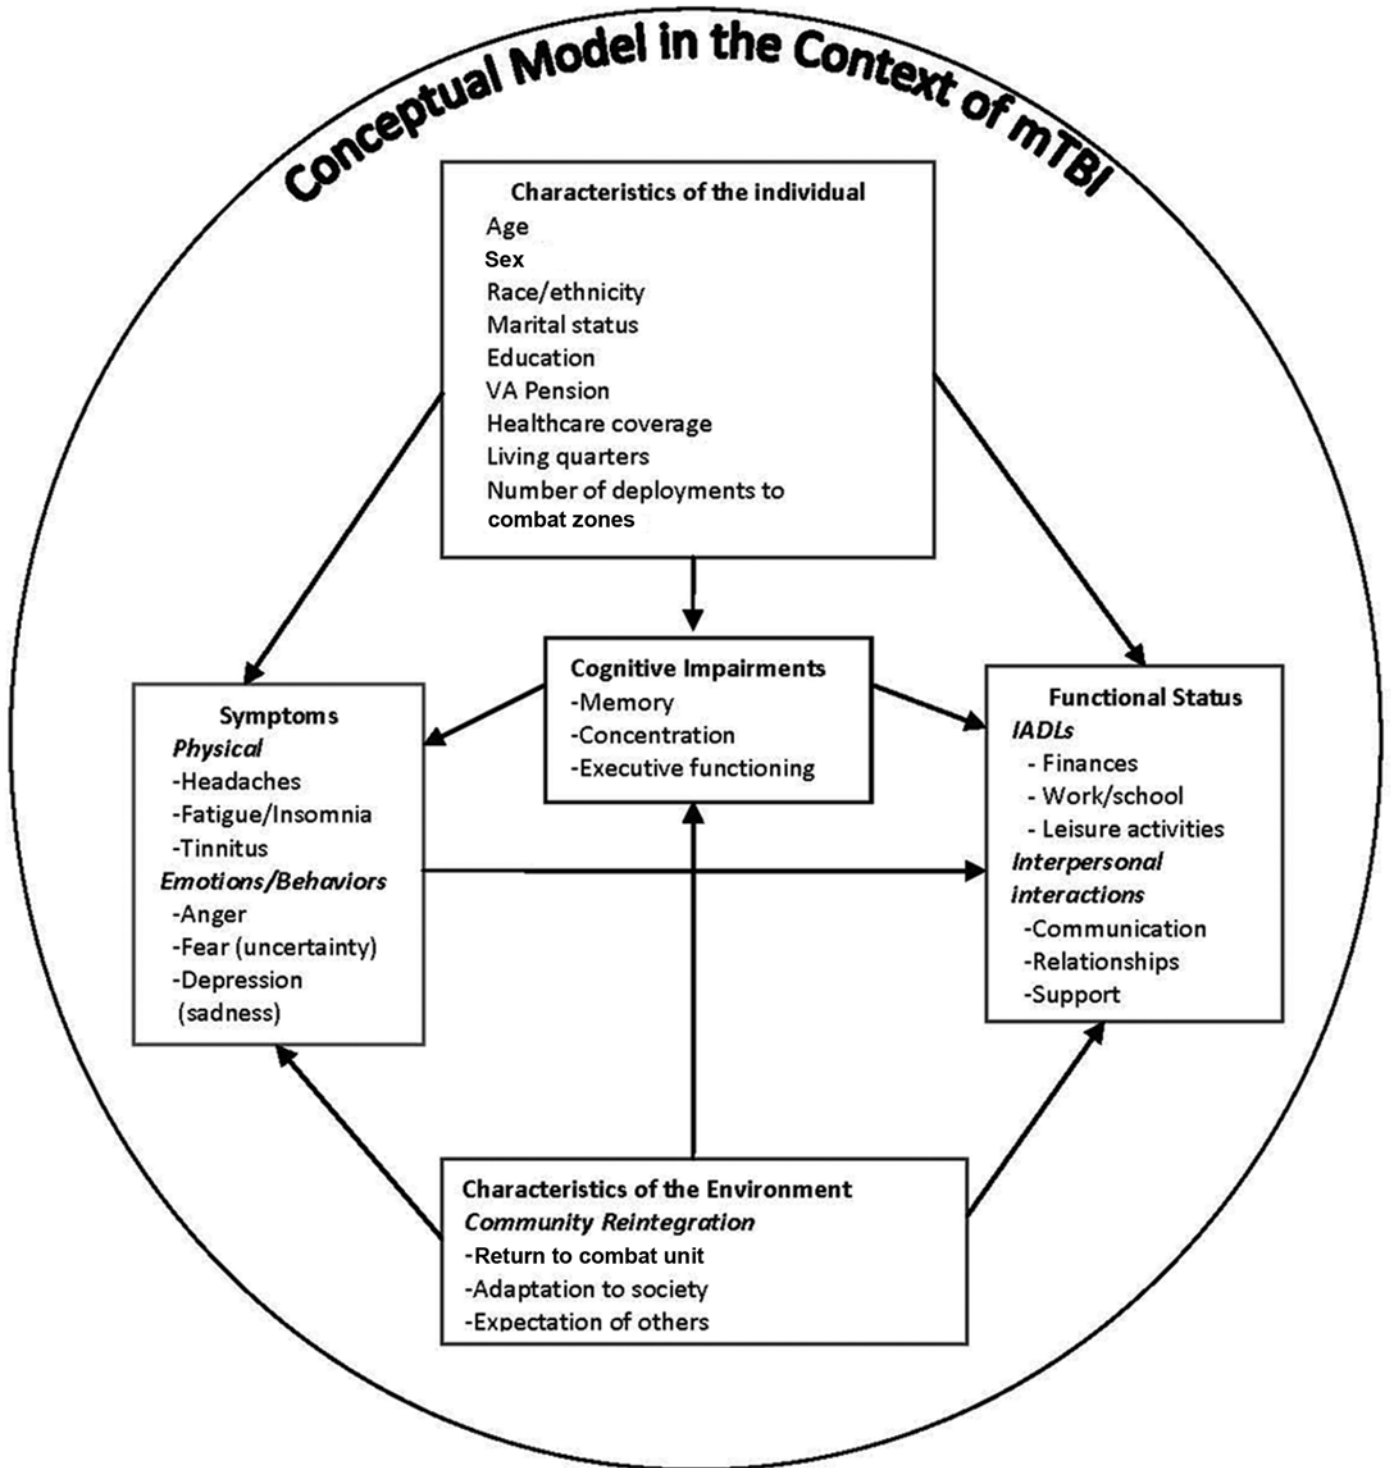 Conceptual Model in the Context of mTBI
Characteristics of the individual
Age
Sex
Race/ethnicity
Marital status
Education
VA Pension
Healthcare coverage
Living quarters
Number of deployments to
combat zones
Cognitive Impairments
-Memory
-Concentration
-Executive functioning
Symptoms
Physical
-Headaches
-Fatigue/Insomnia
-Tinnitus
Emotions/Behaviors
-Anger
-Fear (uncertainty)
-Depression
(sadness)
Functional Status
IADLs
- Finances
- Work/school
- Leisure activities
Interpersonal
interactions
-Communication
-Relationships
-Support
Characteristics of the Environment
Community Reintegration
-Return to combat unit
-Adaptation to society
-Expectation of others